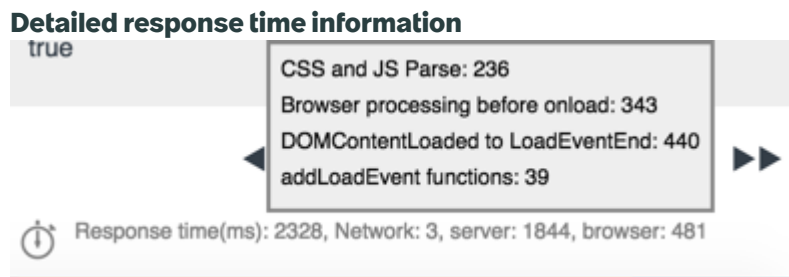 Detailed response time information
true
CSS and JS Parse: 236
Browser processing before onload: 343
DOMContentLoaded to LoadEventEnd: 440
addLoadEvent functions: 39
Response time(ms): 2328, Network: 3, server: 1844, browser: 481